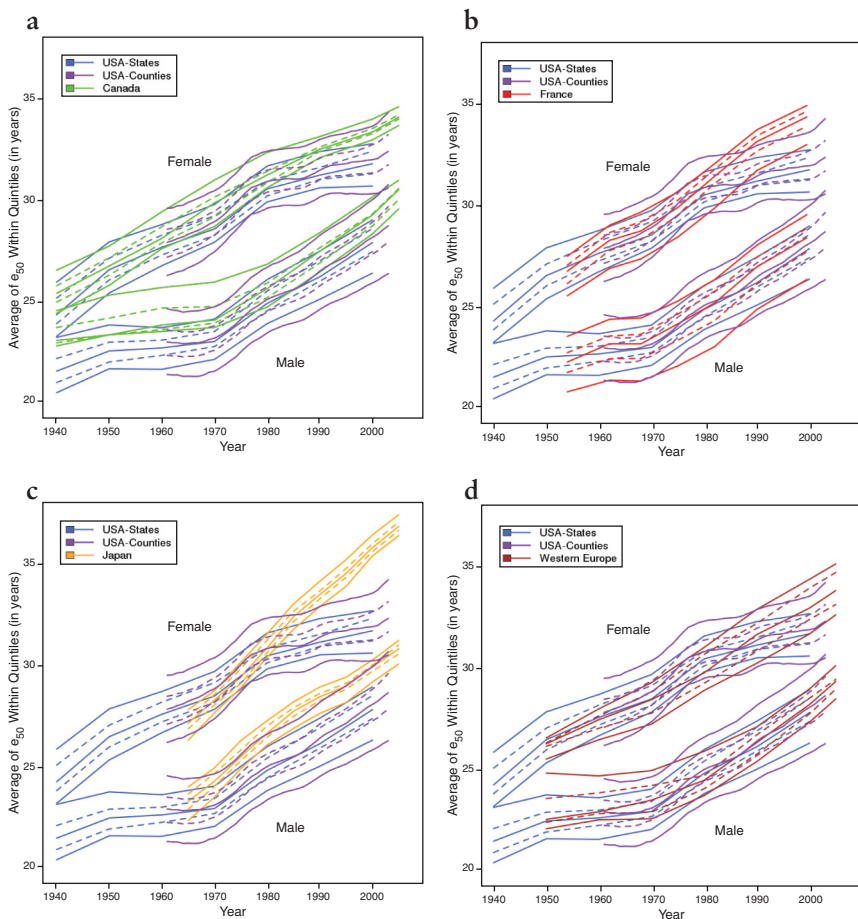 a
USA-States
USA-Counties
Canada
Female
Male
Average of e50 Within Quintiles (in years)
35
30
25
20
1940 1950 1960 1970 1980 1990 2000
Year
b
USA-States
USA-Counties
France
Female
Male
Average of e50 Within Quintiles (in years)
35
30
25
20
1940 1950 1960 1970 1980 1990 2000
Year
c
USA-States
USA-Counties
Japan
Female
Male
Average of e50 Within Quintiles (in years)
35
30
25
20
1940 1950 1960 1970 1980 1990 2000
Year
d
USA-States
USA-Counties
Western Europe
Female
Male
Average of e50 Within Quintiles (in years)
35
30
25
20
1940 1950 1960 1970 1980 1990 2000
Year